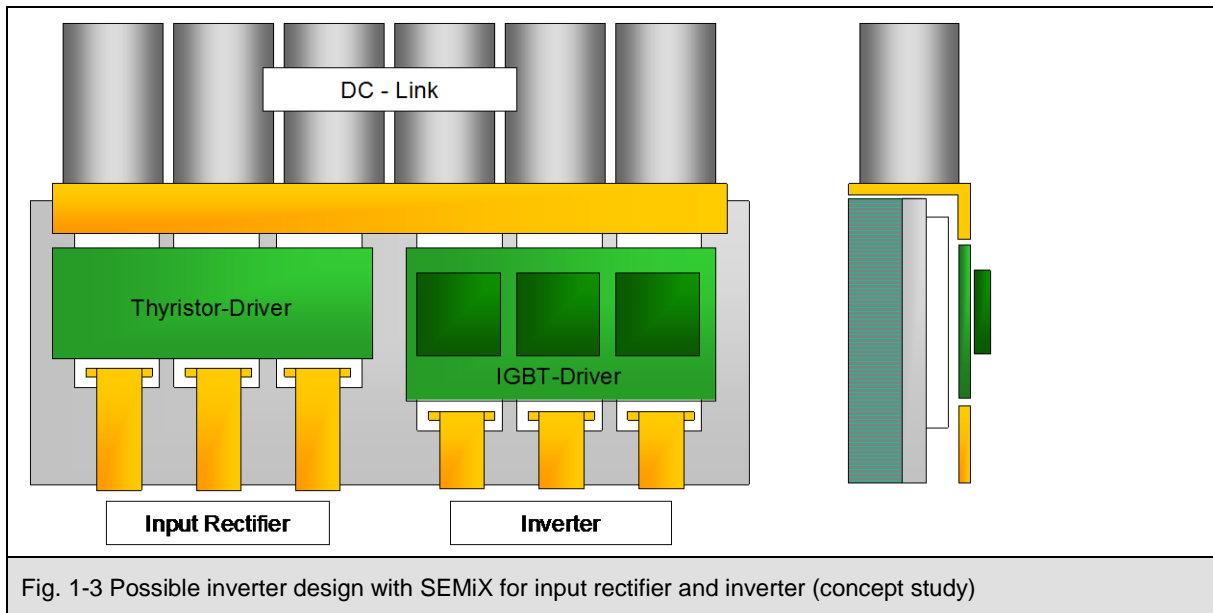 DC - Link
Thyristor-Driver
IGBT-Driver
Input Rectifier
Inverter
Fig. 1-3 Possible inverter design with SEMiX for input rectifier and inverter (concept study)